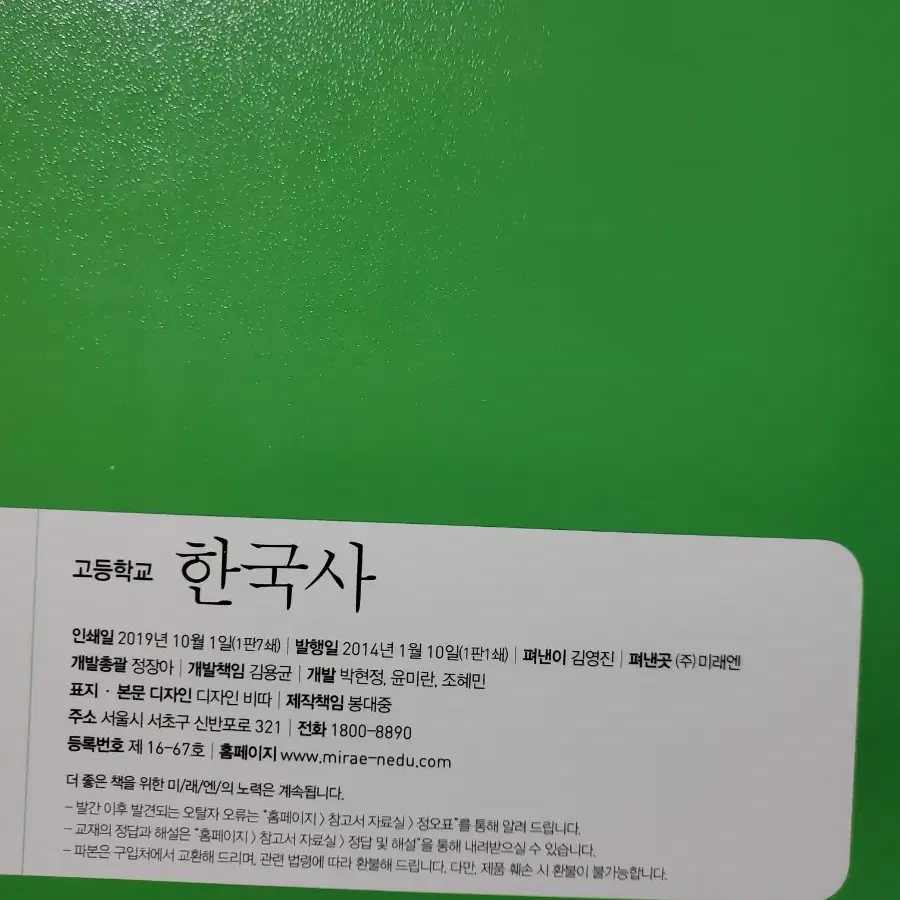 고등학교 한국사
인쇄일 2019년 10월 1일(1판7쇄) | 발행일 2014년 1월 10일(1판1쇄) | 펴낸이 김영진 | 펴낸곳 (주)미래엔
개발총괄 정장아 | 개발책임 김용균 | 개발 박현정, 윤미란, 조혜민
표지 · 본문 디자인 디자인 비따 | 제작책임 봉대중
주소 서울시 서초구 신반포로 321 | 전화 1800-8890
등록번호 제 16-67호 | 홈페이지 www.mirae-nedu.com
더 좋은 책을 위한 미/래/엔/의 노력은 계속됩니다.
- 발간 이후 발견되는 오탈자 오류는 "홈페이지 > 참고서 자료실 > 정오표"를 통해 알려 드립니다.
- 교재의 정답과 해설은 "홈페이지 > 참고서 자료실 > 정답 및 해설"을 통해 내려받으실 수 있습니다.
- 파본은 구입처에서 교환해 드리며, 관련 법령에 따라 환불해 드립니다. 다만, 제품 훼손 시 환불이 불가능합니다.